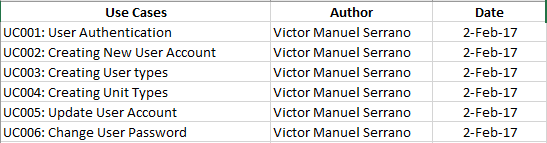 Use Cases Author Date
UC001: User Authentication Victor Manuel Serrano 2-Feb-17
UC002: Creating New User Account Victor Manuel Serrano 2-Feb-17
UC003: Creating User types Victor Manuel Serrano 2-Feb-17
UC004: Creating Unit Types Victor Manuel Serrano 2-Feb-17
UC005: Update User Account Victor Manuel Serrano 2-Feb-17
UC006: Change User Password Victor Manuel Serrano 2-Feb-17